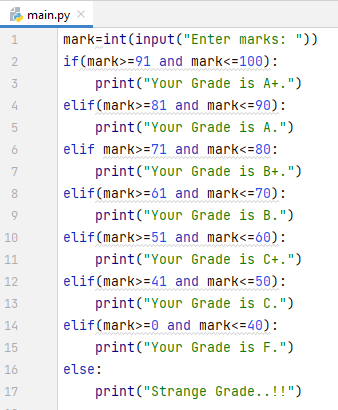 main.py
1 mark=int(input("Enter marks: "))
2 if(mark>=91 and mark<=100):
3 print("Your Grade is A+.")
4 elif(mark>=81 and mark<=90):
5 print("Your Grade is A.")
6 elif mark>=71 and mark<=80:
7 print("Your Grade is B+.")
8 elif(mark>=61 and mark<=70):
9 print("Your Grade is B.")
10 elif(mark>=51 and mark<=60):
11 print("Your Grade is C+.")
12 elif(mark>=41 and mark<=50):
13 print("Your Grade is C.")
14 elif(mark>=0 and mark<=40):
15 print("Your Grade is F.")
16 else:
17 print("Strange Grade..!!")